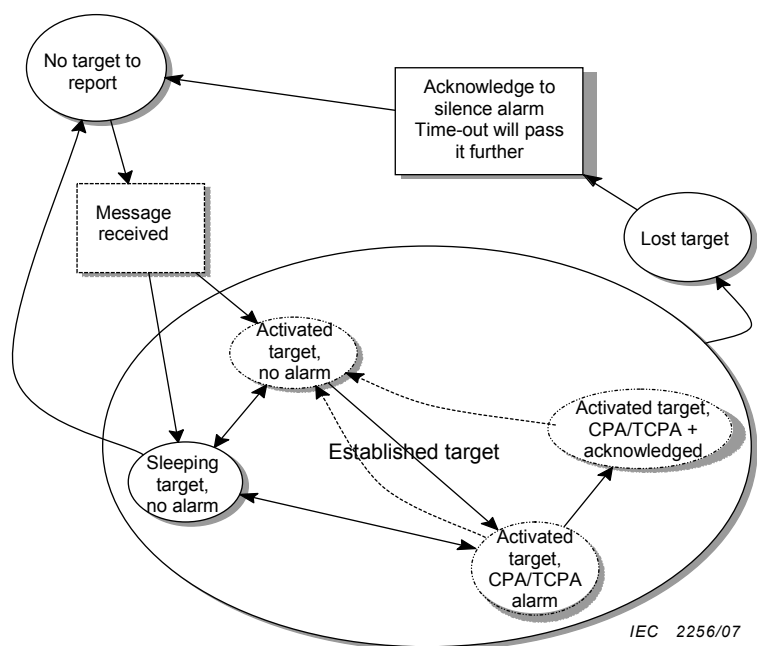 No target to
report
Acknowledge to
silence alarm
Time-out will pass
it further
Message
received
Lost target
Activated
target,
no alarm
Activated target,
CPA/TCPA +
acknowledged
Established target
Sleeping
target,
no alarm
Activated
target,
CPA/TCPA
alarm
IEC 2256/07